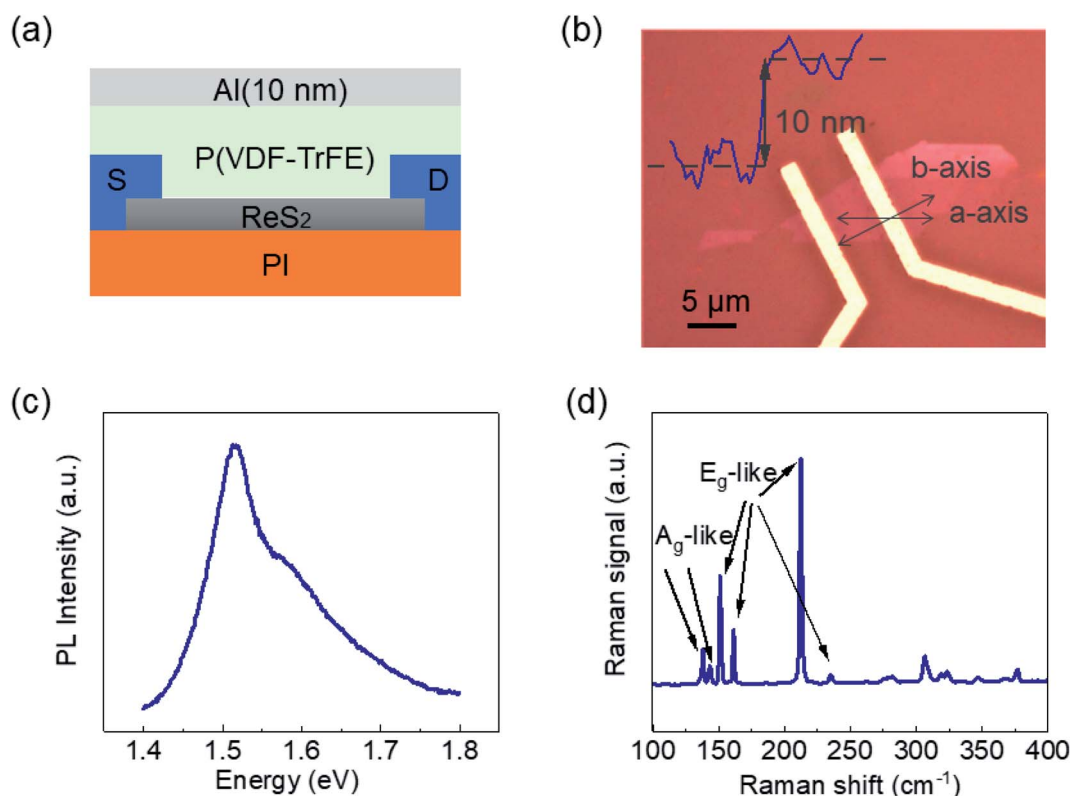 (a)
Al(10 nm)
P(VDF-TrFE)
S
D
ReS₂
PI
(b)
10 nm
b-axis
a-axis
5 μm
(c)
PL Intensity (a.u.)
1.4 1.5 1.6 1.7 1.8
Energy (eV)
(d)
Raman signal (a.u.)
E₉-like
A₉-like
100 150 200 250 300 350 400
Raman shift (cm⁻¹)